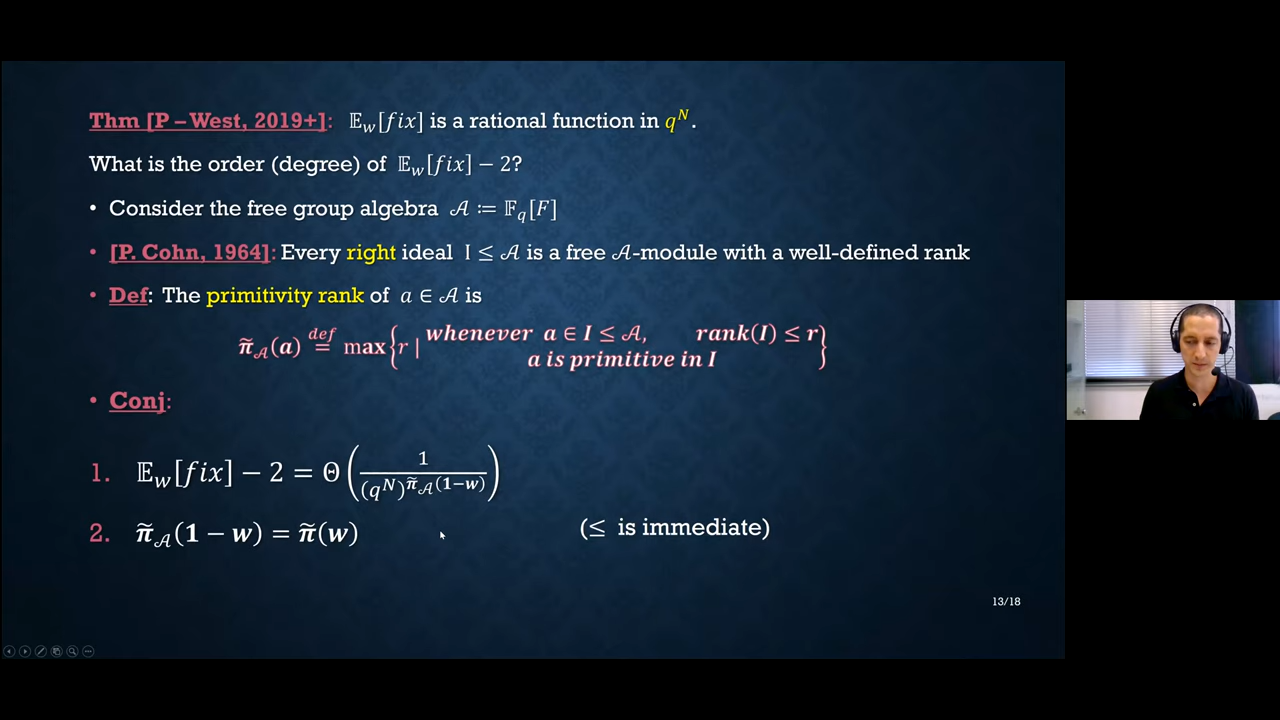 Thm [P – West, 2019+]: 𝔼_w[fix] is a rational function in q^N.
What is the order (degree) of 𝔼_w[fix] − 2?
• Consider the free group algebra 𝒜 ≔ 𝔽_q[F]
• [P. Cohn, 1964]: Every right ideal I ≤ 𝒜 is a free 𝒜-module with a well-defined rank
• Def: The primitivity rank of a ∈ 𝒜 is
π̃_𝒜(a) ≝ max{r | whenever a ∈ I ≤ 𝒜, rank(I) ≤ r
a is primitive in I}
• Conj:
1. 𝔼_w[fix] − 2 = Θ(1/(q^N)^{π̃_𝒜(1−w)})
2. π̃_𝒜(1 − w) = π̃(w) (≤ is immediate)
13/18